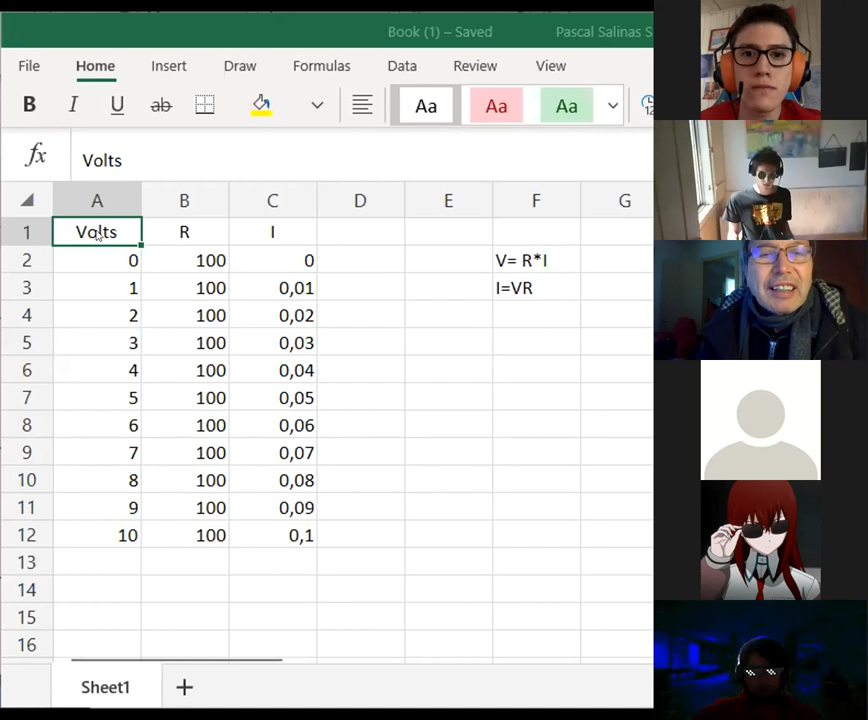 Book (1) – Saved Pascal Salinas S
File Home Insert Draw Formulas Data Review View
B I U ab Aa Aa Aa
fx Volts
A B C D E F G
1 Volts R I
2 0 100 0 V= R*I
3 1 100 0,01 I=VR
4 2 100 0,02
5 3 100 0,03
6 4 100 0,04
7 5 100 0,05
8 6 100 0,06
9 7 100 0,07
10 8 100 0,08
11 9 100 0,09
12 10 100 0,1
13
14
15
16
Sheet1 +